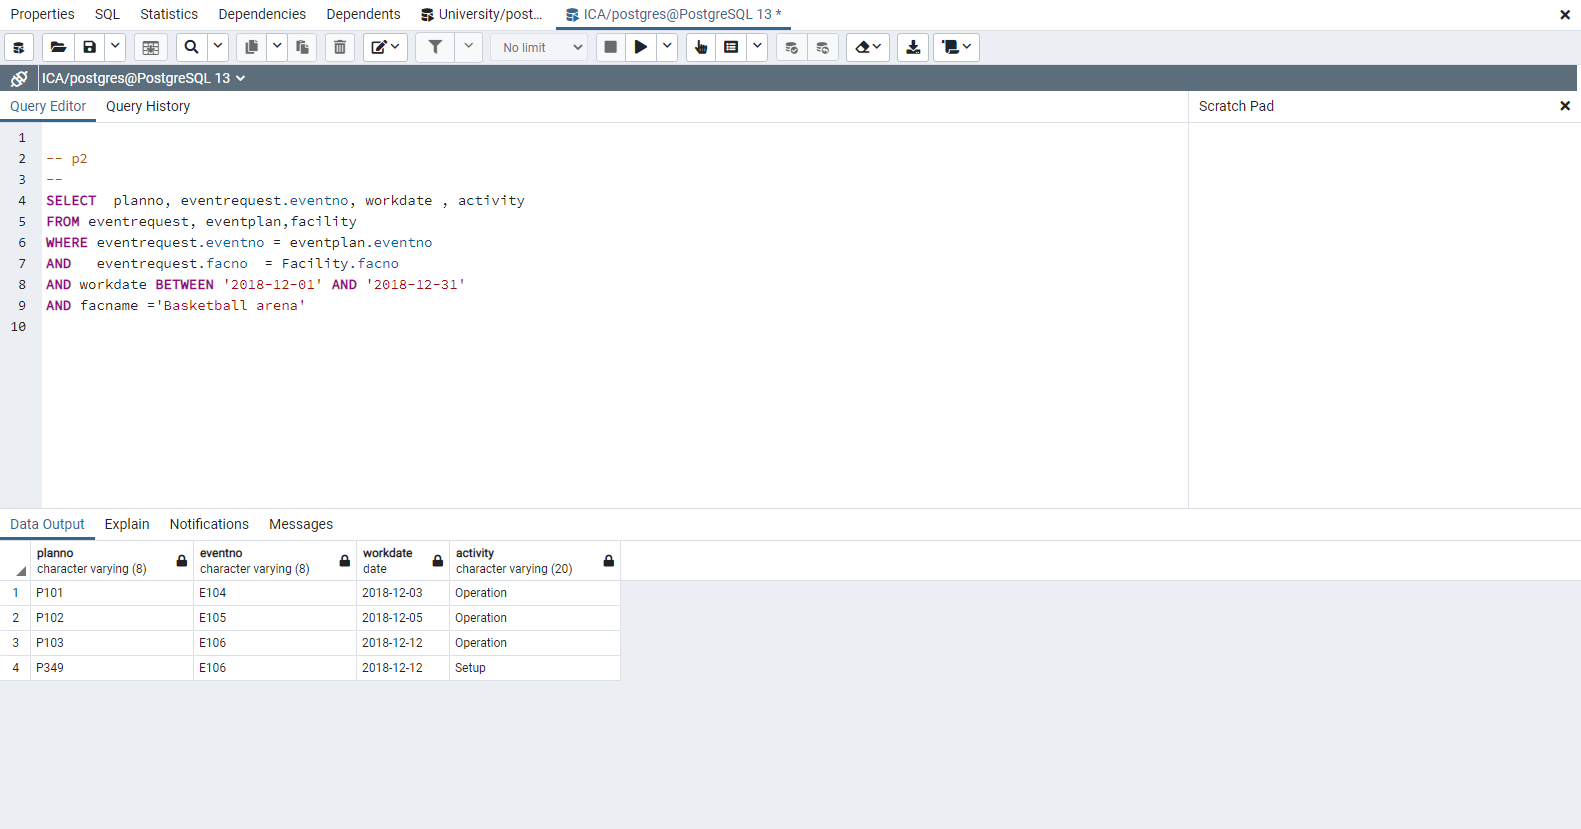 Properties SQL Statistics Dependencies Dependents University/post... ICA/postgres@PostgreSQL 13 *
No limit
ICA/postgres@PostgreSQL 13
Query Editor Query History Scratch Pad
1
2 -- p2
3 --
4 SELECT  planno, eventrequest.eventno, workdate , activity
5 FROM eventrequest, eventplan,facility
6 WHERE eventrequest.eventno = eventplan.eventno
7 AND   eventrequest.facno  = Facility.facno
8 AND workdate BETWEEN '2018-12-01' AND '2018-12-31'
9 AND facname ='Basketball arena'
10
Data Output Explain Notifications Messages
planno eventno workdate activity
character varying (8) character varying (8) date character varying (20)
1 P101 E104 2018-12-03 Operation
2 P102 E105 2018-12-05 Operation
3 P103 E106 2018-12-12 Operation
4 P349 E106 2018-12-12 Setup